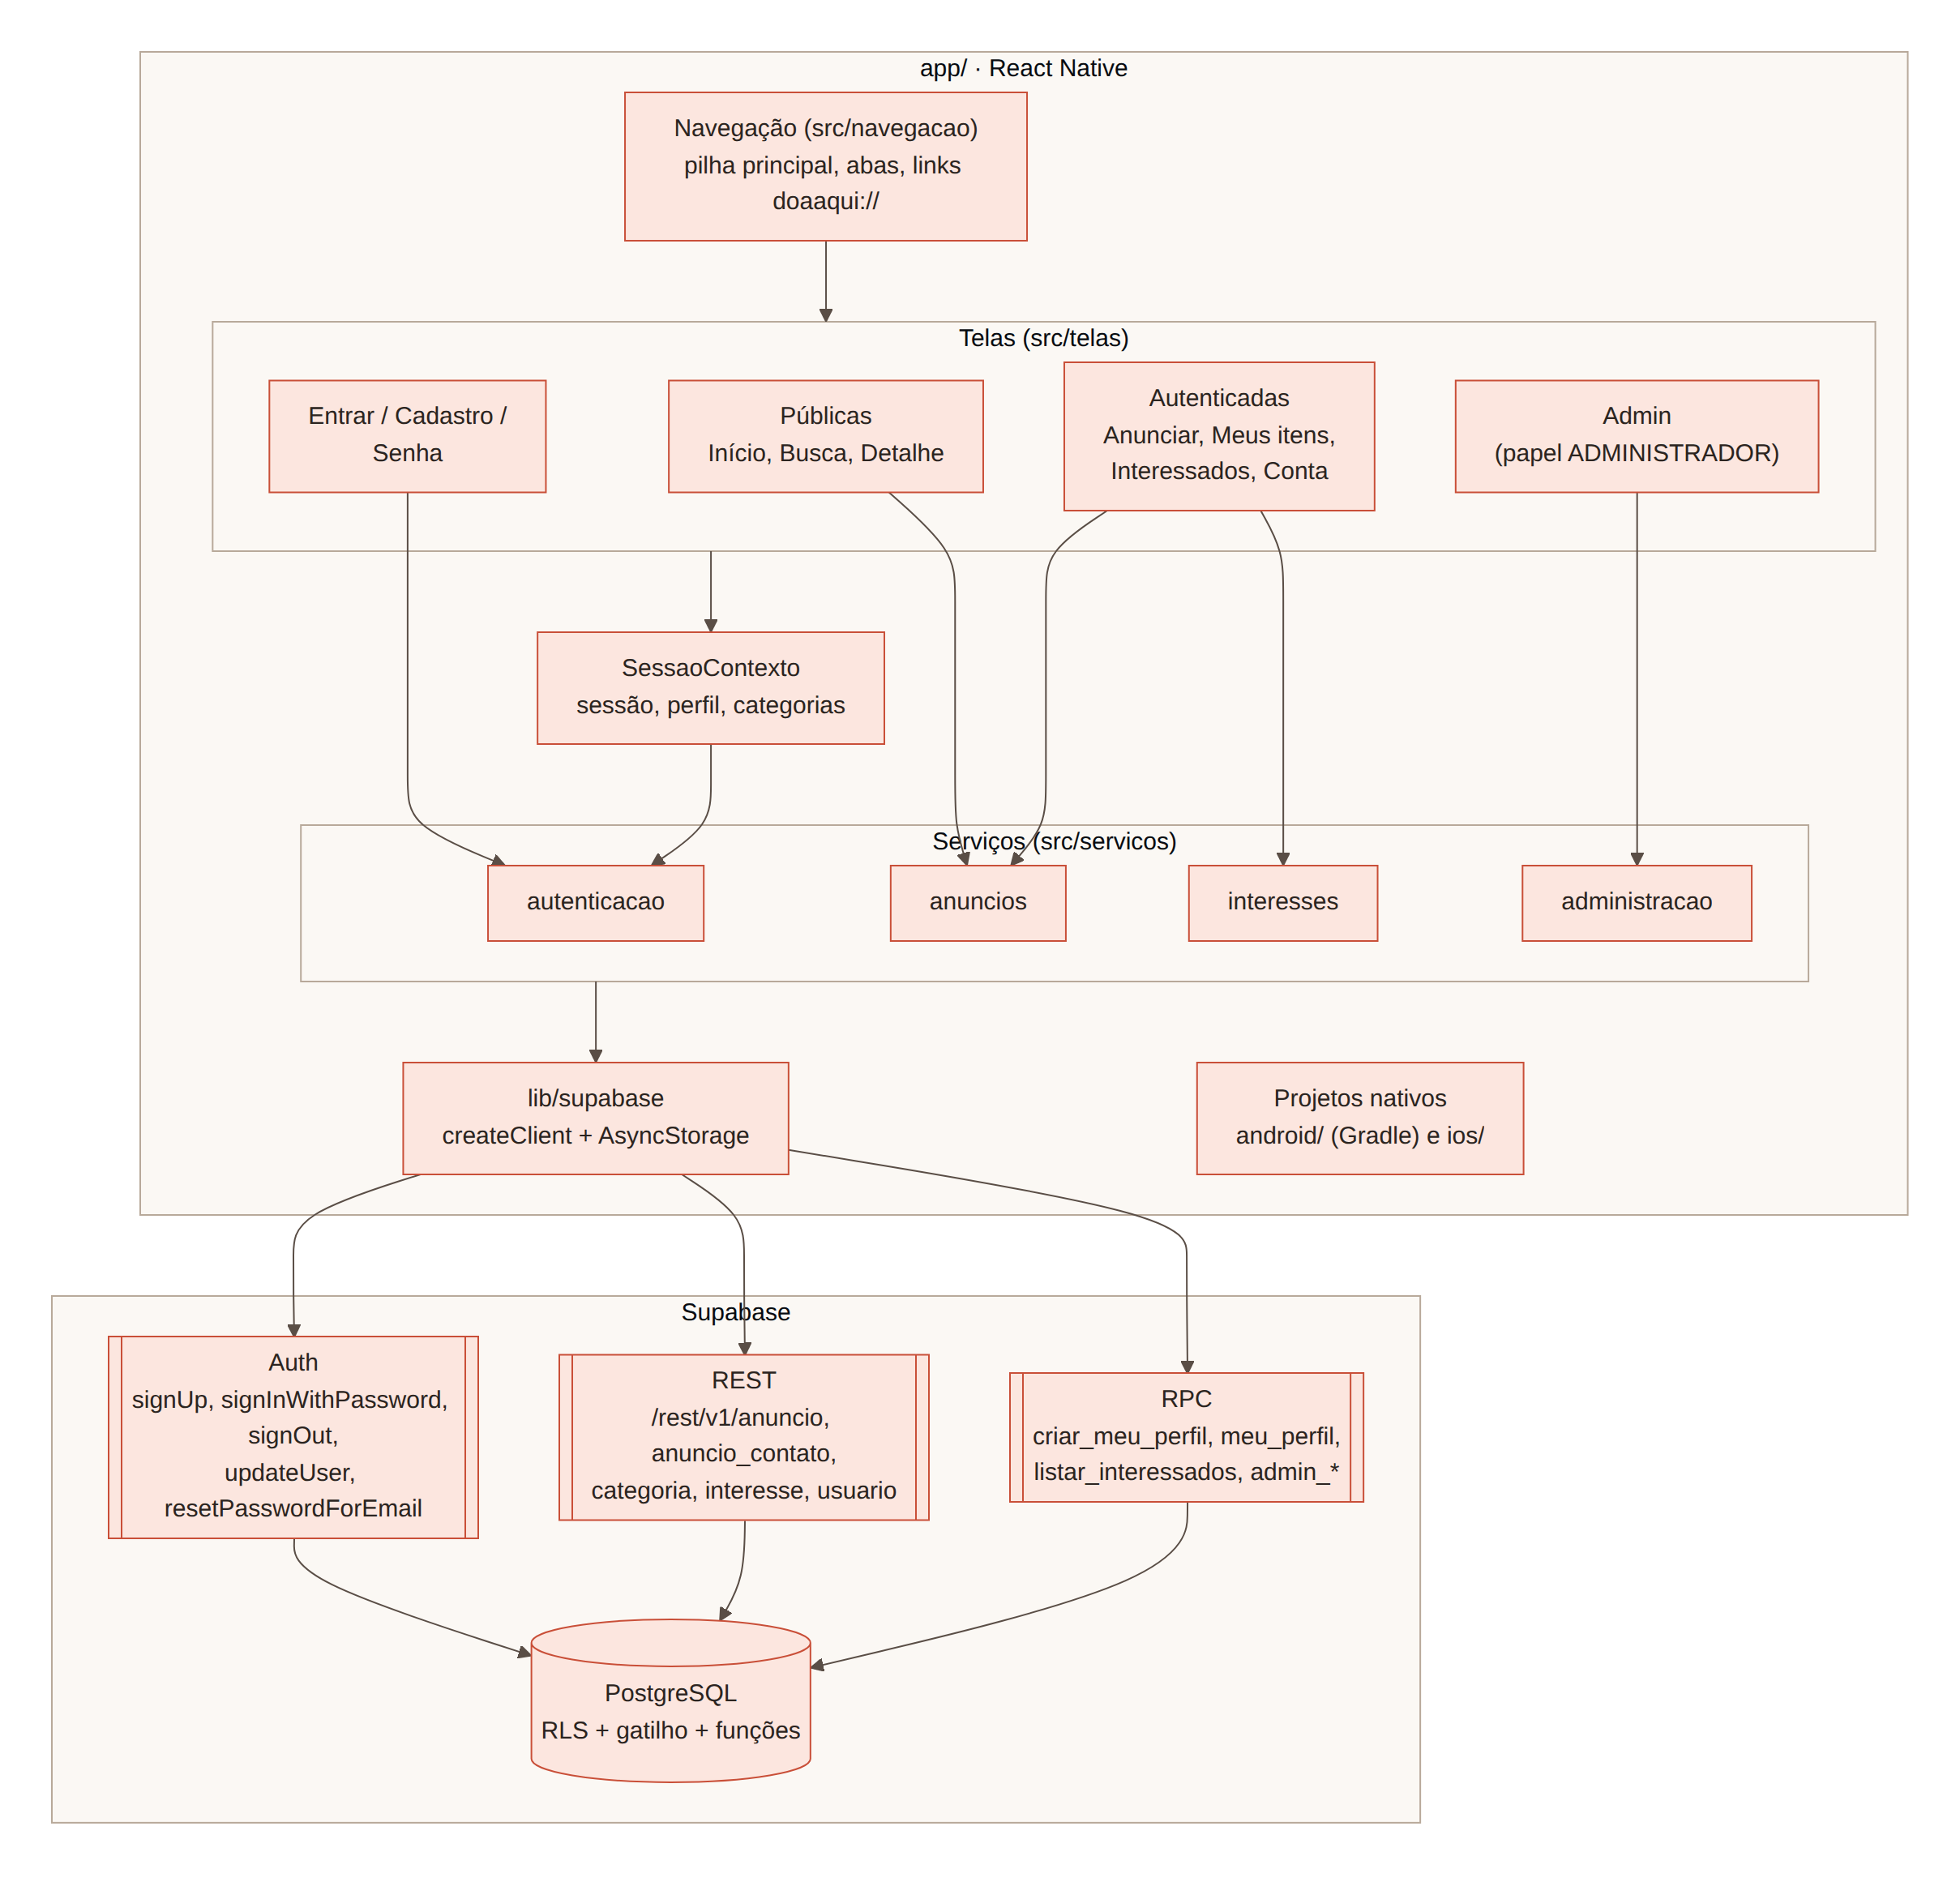 app/ · React Native
Navegação (src/navegacao)
pilha principal, abas, links
doaaqui://
Telas (src/telas)
Entrar / Cadastro /
Senha
Públicas
Início, Busca, Detalhe
Autenticadas
Anunciar, Meus itens,
Interessados, Conta
Admin
(papel ADMINISTRADOR)
SessaoContexto
sessão, perfil, categorias
Serviços (src/servicos)
autenticacao
anuncios
interesses
administracao
lib/supabase
createClient + AsyncStorage
Projetos nativos
android/ (Gradle) e ios/
Supabase
Auth
signUp, signInWithPassword,
signOut,
updateUser,
resetPasswordForEmail
REST
/rest/v1/anuncio,
anuncio_contato,
categoria, interesse, usuario
RPC
criar_meu_perfil, meu_perfil,
listar_interessados, admin_*
PostgreSQL
RLS + gatilho + funções